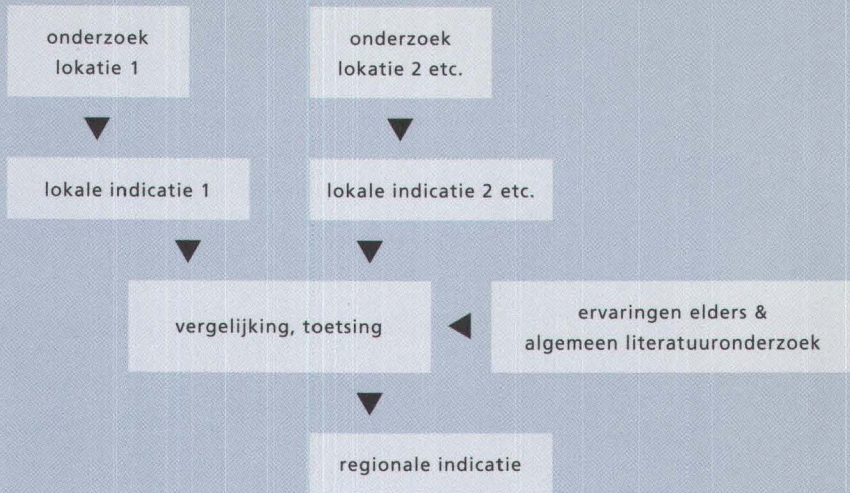 onderzoek
lokatie 1
onderzoek
lokatie 2 etc.
lokale indicatie 1
lokale indicatie 2 etc.
vergelijking, toetsing
ervaringen elders &
algemeen literatuuronderzoek
regionale indicatie